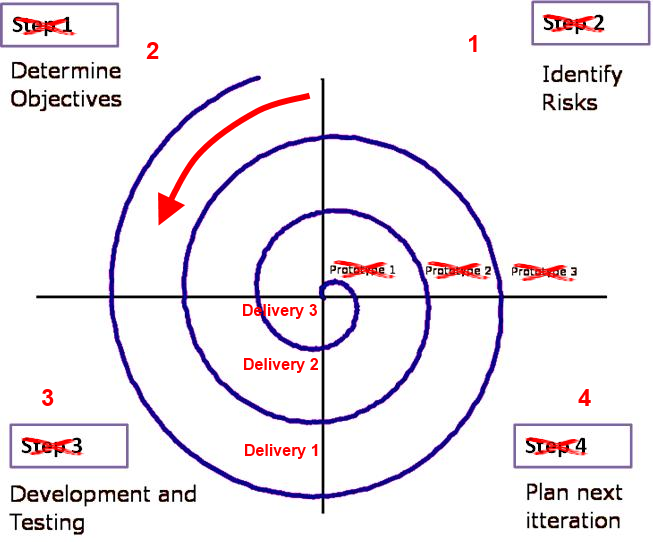 Step 1
2
1
Step 2
Determine
Objectives
Identify
Risks
Prototype 1
Prototype 2
Prototype 3
Delivery 3
Delivery 2
3
4
Step 3
Delivery 1
Step 4
Development and
Testing
Plan next
itteration